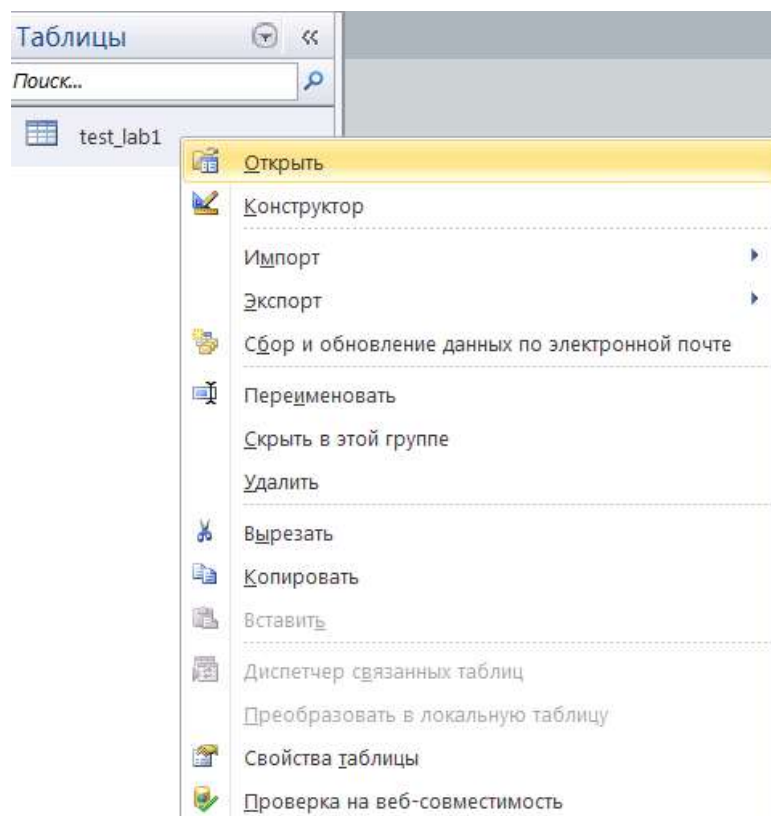 Таблицы
Поиск...
test_lab1
Открыть
Конструктор
Импорт
Экспорт
Сбор и обновление данных по электронной почте
Переименовать
Скрыть в этой группе
Удалить
Вырезать
Копировать
Вставить
Диспетчер связанных таблиц
Преобразовать в локальную таблицу
Свойства таблицы
Проверка на веб-совместимость